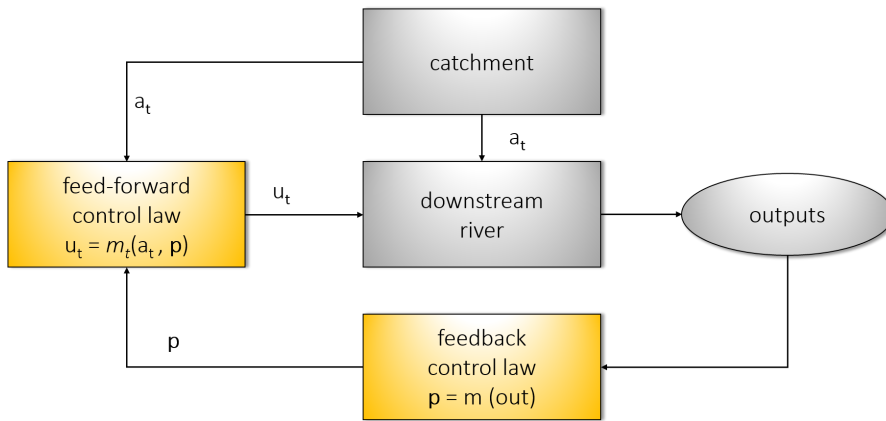 catchment
a_t
a_t
feed-forward
control law
u_t = m_t(a_t , p)
u_t
downstream
river
outputs
p
feedback
control law
p = m (out)